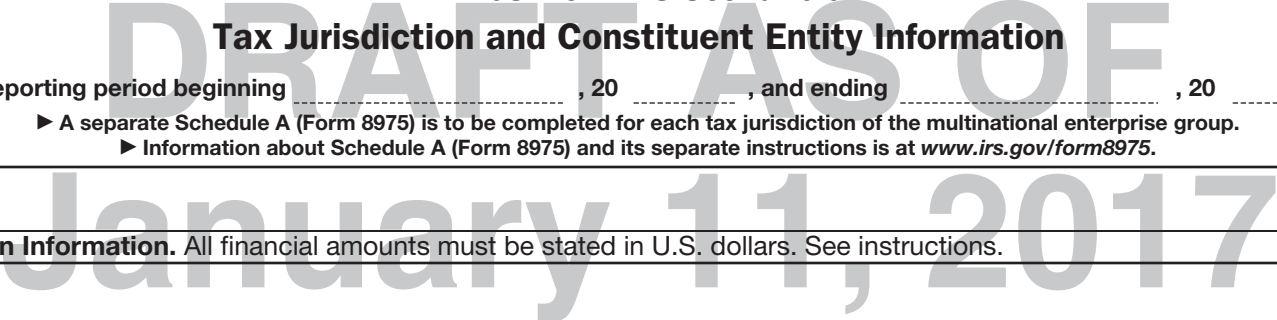 DRAFT AS OF
Tax Jurisdiction and Constituent Entity Information
eporting period beginning , 20 , and ending , 20
▶ A separate Schedule A (Form 8975) is to be completed for each tax jurisdiction of the multinational enterprise group.
▶ Information about Schedule A (Form 8975) and its separate instructions is at www.irs.gov/form8975.
January 11, 2017
n Information. All financial amounts must be stated in U.S. dollars. See instructions.